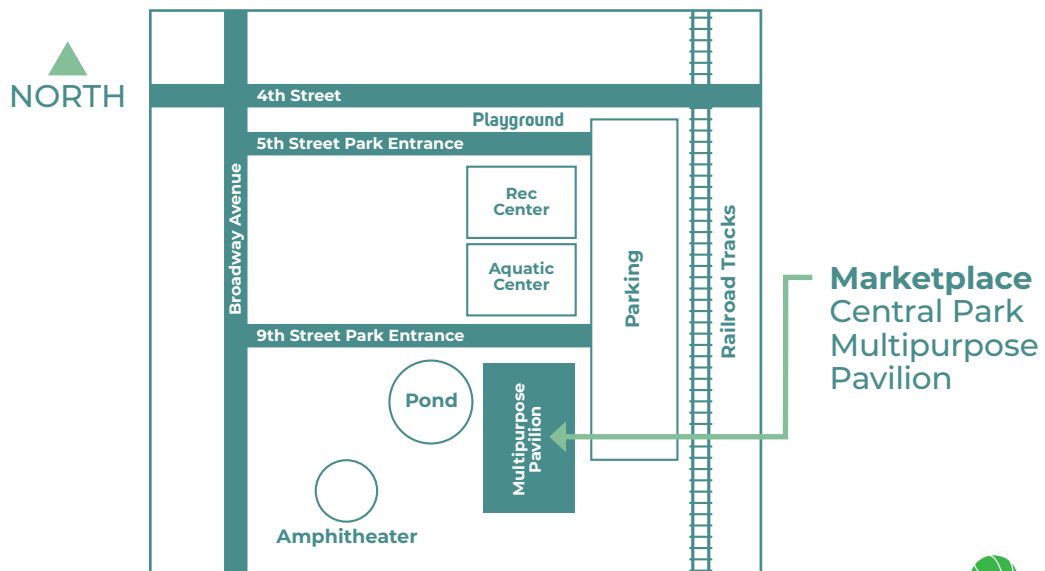 NORTH
4th Street
Playground
5th Street Park Entrance
Broadway Avenue
Rec
Center
Aquatic
Center
Parking
Railroad Tracks
Marketplace
Central Park
Multipurpose
Pavilion
9th Street Park Entrance
Pond
Multipurpose
Pavilion
Amphitheater